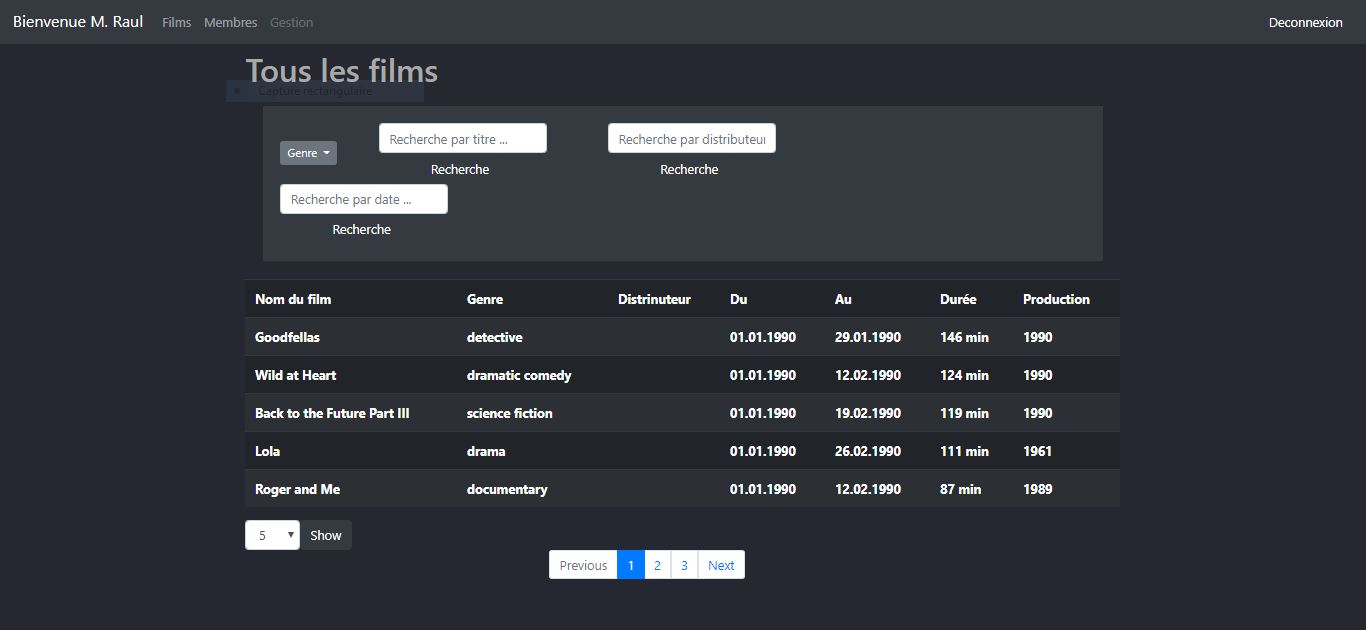 Bienvenue M. Raul Films Membres Gestion Deconnexion
Tous les films
Capture rectangulaire
Genre Recherche par titre ... Recherche par distributeur
Recherche Recherche
Recherche par date ...
Recherche
Nom du film Genre Distrinuteur Du Au Durée Production
Goodfellas detective 01.01.1990 29.01.1990 146 min 1990
Wild at Heart dramatic comedy 01.01.1990 12.02.1990 124 min 1990
Back to the Future Part III science fiction 01.01.1990 19.02.1990 119 min 1990
Lola drama 01.01.1990 26.02.1990 111 min 1961
Roger and Me documentary 01.01.1990 12.02.1990 87 min 1989
5 Show
Previous 1 2 3 Next